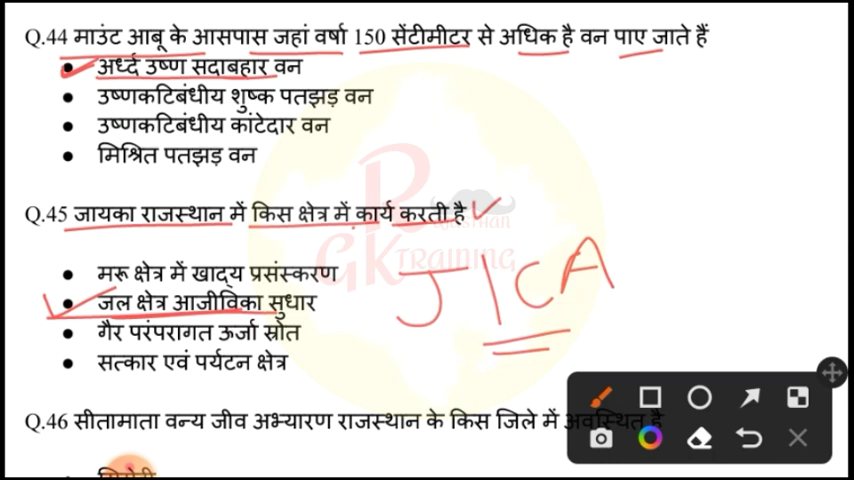 Q.44 माउंट आबू के आसपास जहां वर्षा 150 सेंटीमीटर से अधिक है वन पाए जाते हैं
● अर्ध्द उष्ण सदाबहार वन
● उष्णकटिबंधीय शुष्क पतझड़ वन
● उष्णकटिबंधीय कांटेदार वन
● मिश्रित पतझड़ वन
Q.45 जायका राजस्थान में किस क्षेत्र में कार्य करती है
● मरू क्षेत्र में खाद्य प्रसंस्करण
● जल क्षेत्र आजीविका सुधार
● गैर परंपरागत ऊर्जा स्रोत
● सत्कार एवं पर्यटन क्षेत्र
JICA
R
GK TRAINING
Q.46 सीतामाता वन्य जीव अभ्यारण राजस्थान के किस जिले में अवस्थित है